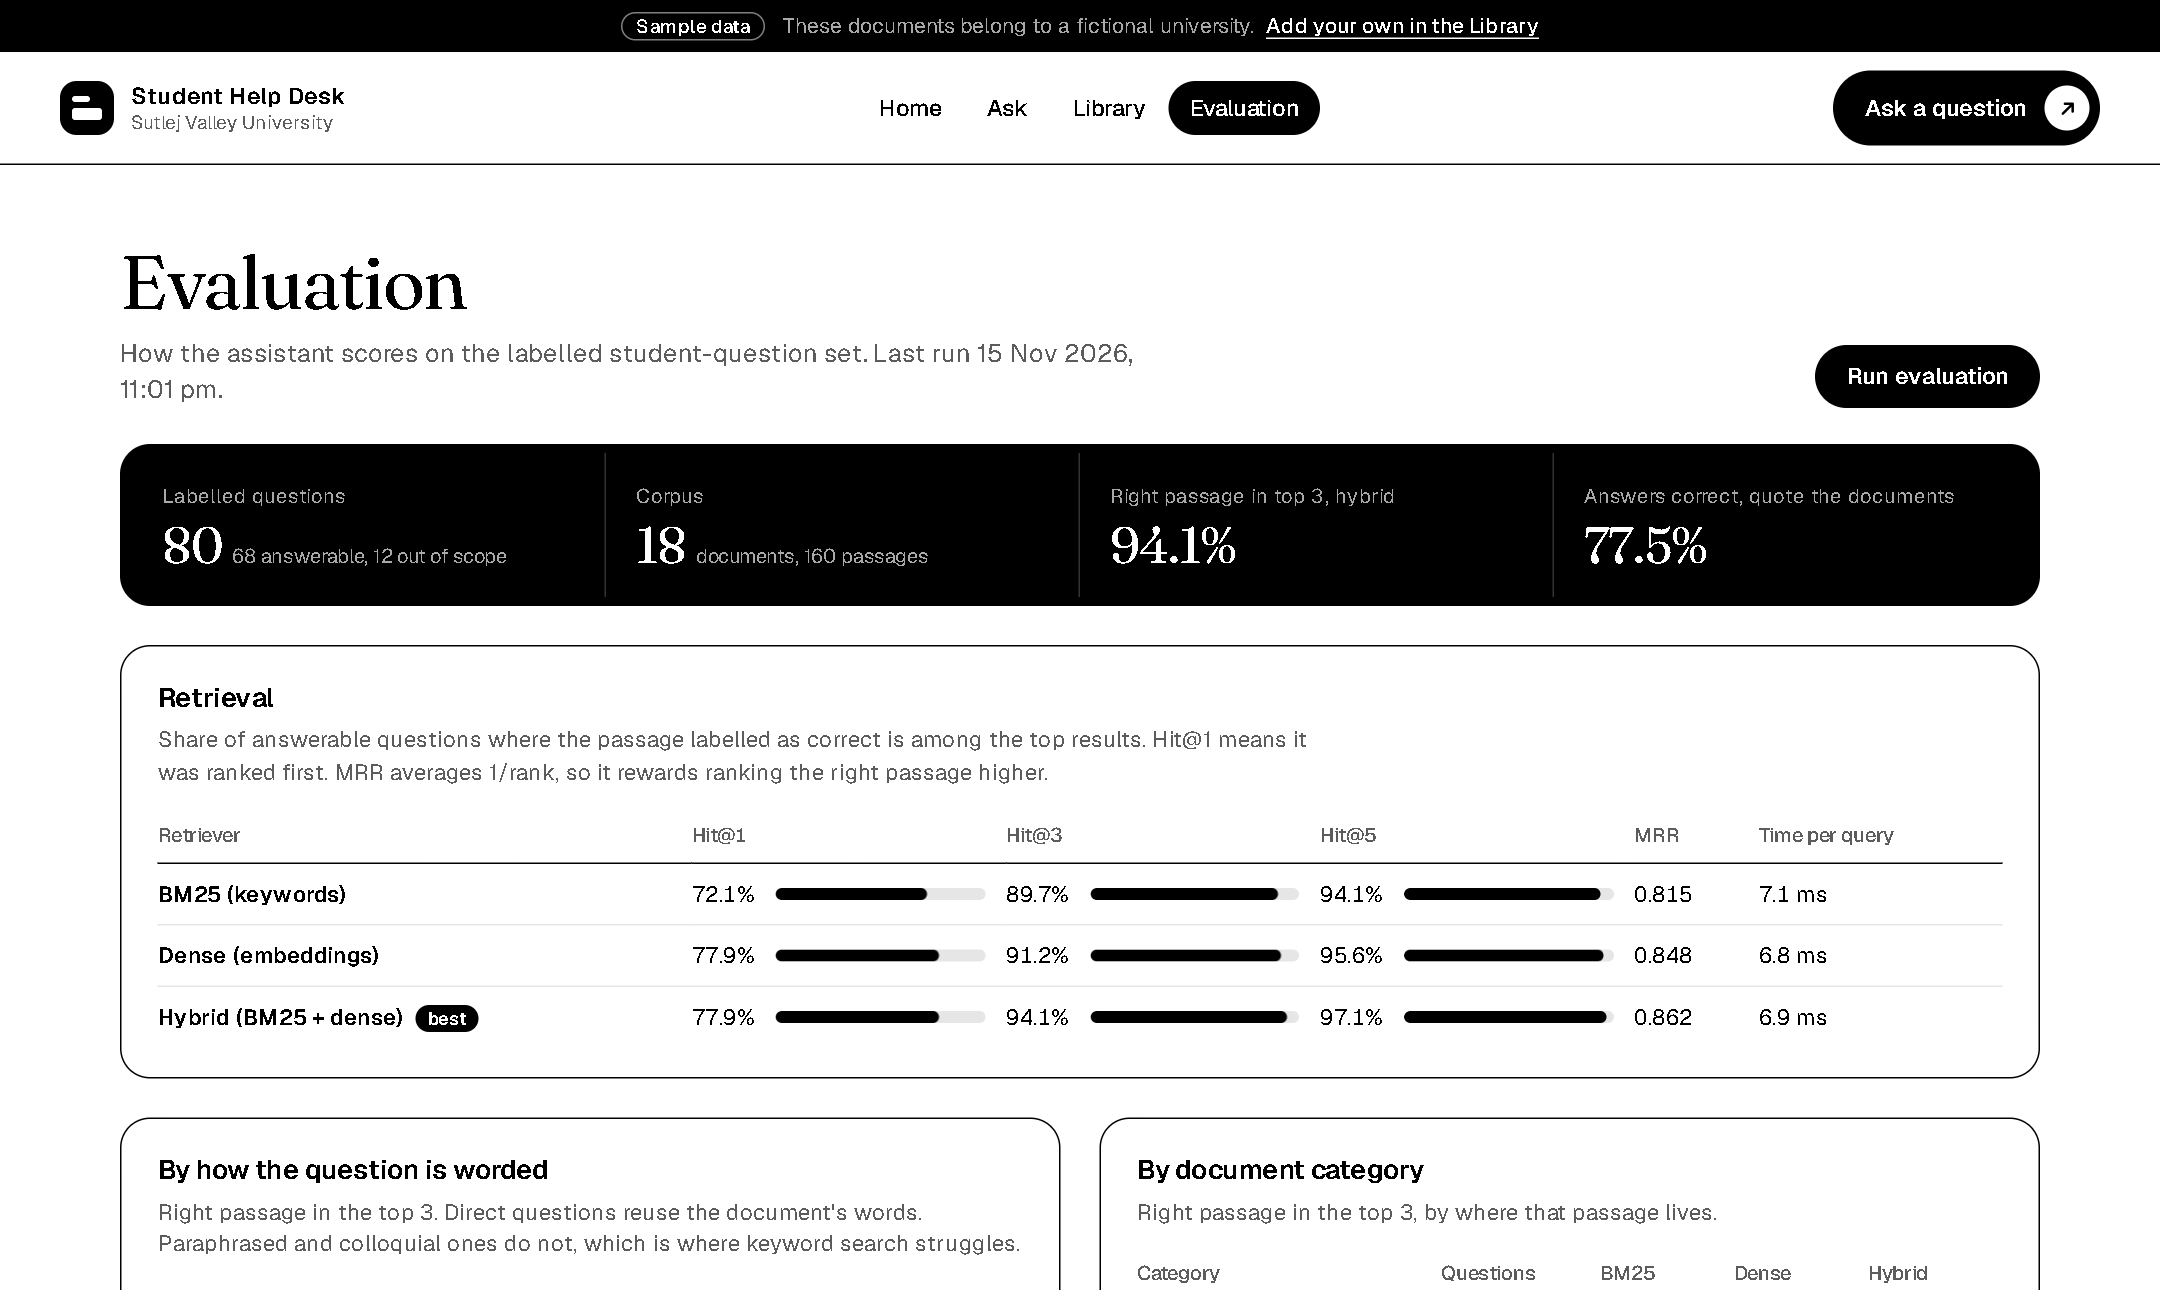 Sample data These documents belong to a fictional university. Add your own in the Library
Student Help Desk
Sutlej Valley University
Home Ask Library Evaluation
Ask a question
Evaluation
How the assistant scores on the labelled student-question set. Last run 15 Nov 2026,
11:01 pm.
Run evaluation
Labelled questions
80 68 answerable, 12 out of scope
Corpus
18 documents, 160 passages
Right passage in top 3, hybrid
94.1%
Answers correct, quote the documents
77.5%
Retrieval
Share of answerable questions where the passage labelled as correct is among the top results. Hit@1 means it
was ranked first. MRR averages 1/rank, so it rewards ranking the right passage higher.
Retriever Hit@1 Hit@3 Hit@5 MRR Time per query
BM25 (keywords) 72.1% 89.7% 94.1% 0.815 7.1 ms
Dense (embeddings) 77.9% 91.2% 95.6% 0.848 6.8 ms
Hybrid (BM25 + dense) best 77.9% 94.1% 97.1% 0.862 6.9 ms
By how the question is worded
Right passage in the top 3. Direct questions reuse the document's words.
Paraphrased and colloquial ones do not, which is where keyword search struggles.
By document category
Right passage in the top 3, by where that passage lives.
Category Questions BM25 Dense Hybrid